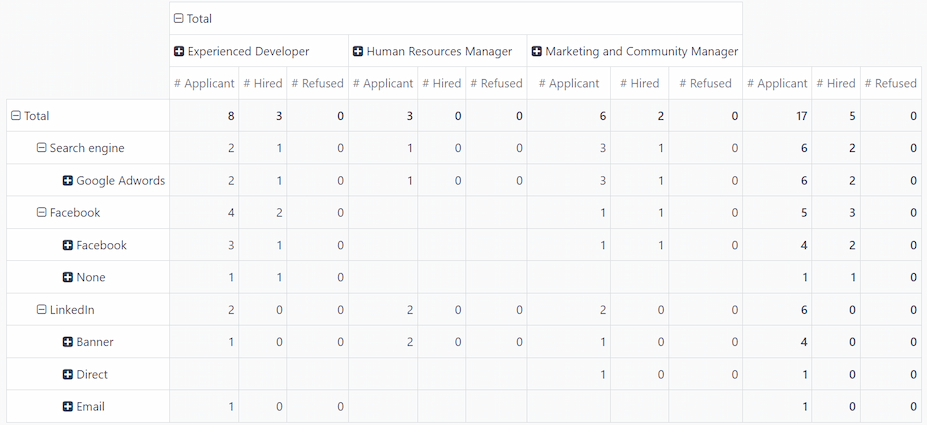 Total
Experienced Developer Human Resources Manager Marketing and Community Manager
# Applicant # Hired # Refused # Applicant # Hired # Refused # Applicant # Hired # Refused # Applicant # Hired # Refused
Total 8 3 0 3 0 0 6 2 0 17 5 0
Search engine 2 1 0 1 0 0 3 1 0 6 2 0
Google Adwords 2 1 0 1 0 0 3 1 0 6 2 0
Facebook 4 2 0 1 1 0 5 3 0
Facebook 3 1 0 1 1 0 4 2 0
None 1 1 0 1 1 0
LinkedIn 2 0 0 2 0 0 2 0 0 6 0 0
Banner 1 0 0 2 0 0 1 0 0 4 0 0
Direct 1 0 0 1 0 0
Email 1 0 0 1 0 0